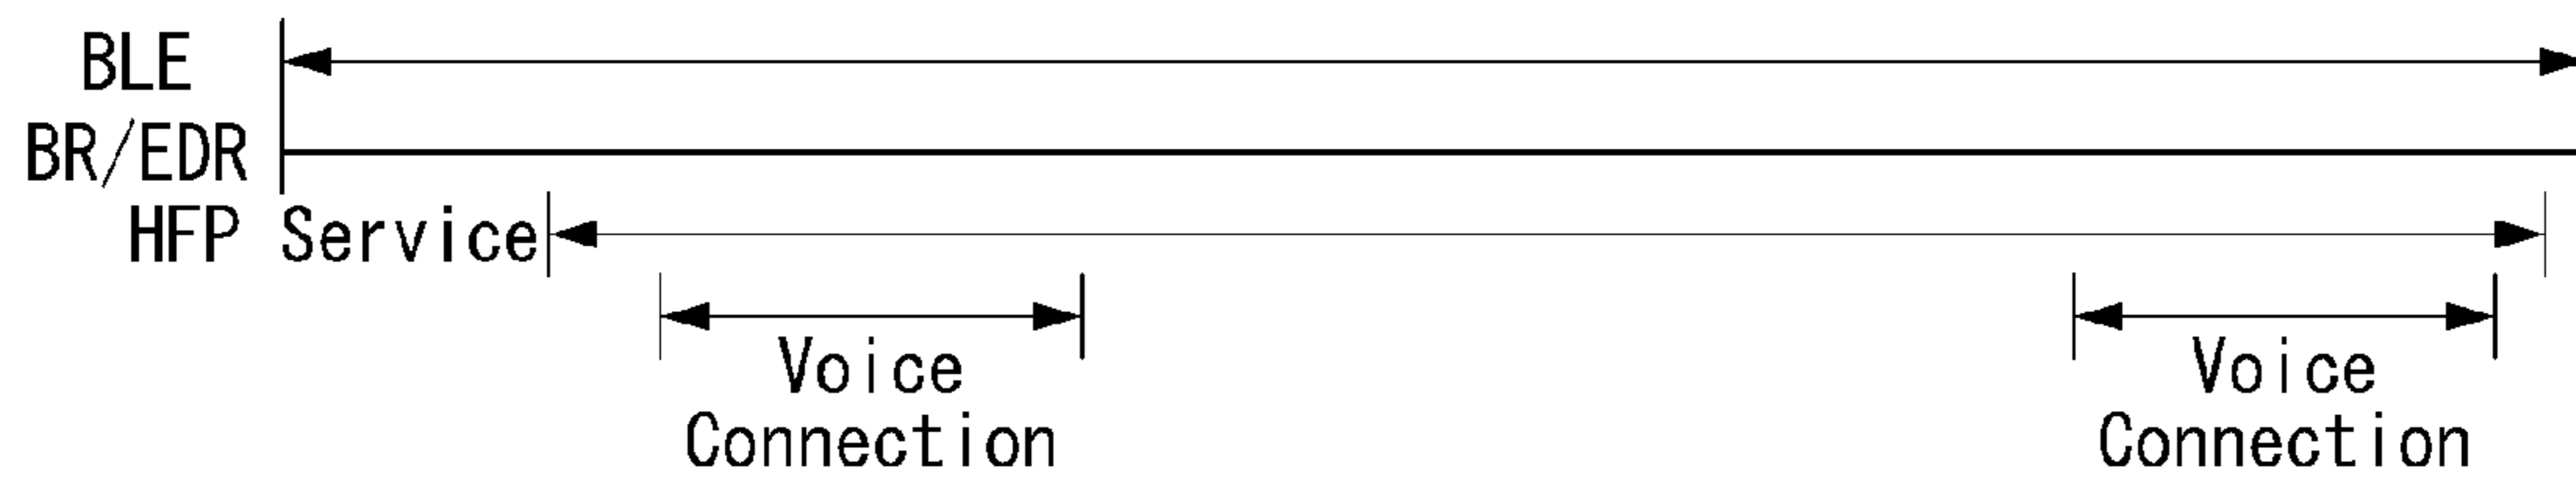 BLE
BR/EDR
HFP Service
Voice
Connection
Voice
Connection